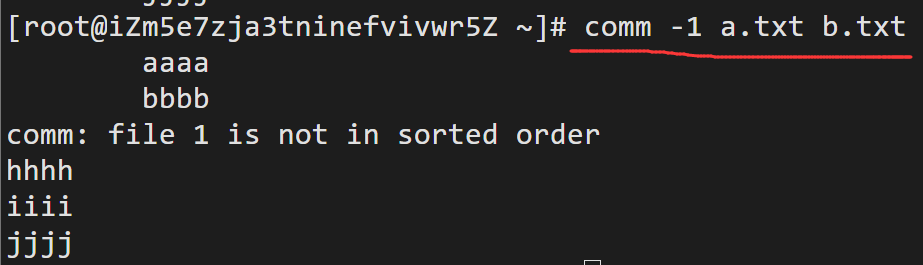 [root@iZm5e7zja3tninefvivwr5Z ~]# comm -1 a.txt b.txt
aaaa
bbbb
comm: file 1 is not in sorted order
hhhh
iiii
jjjj